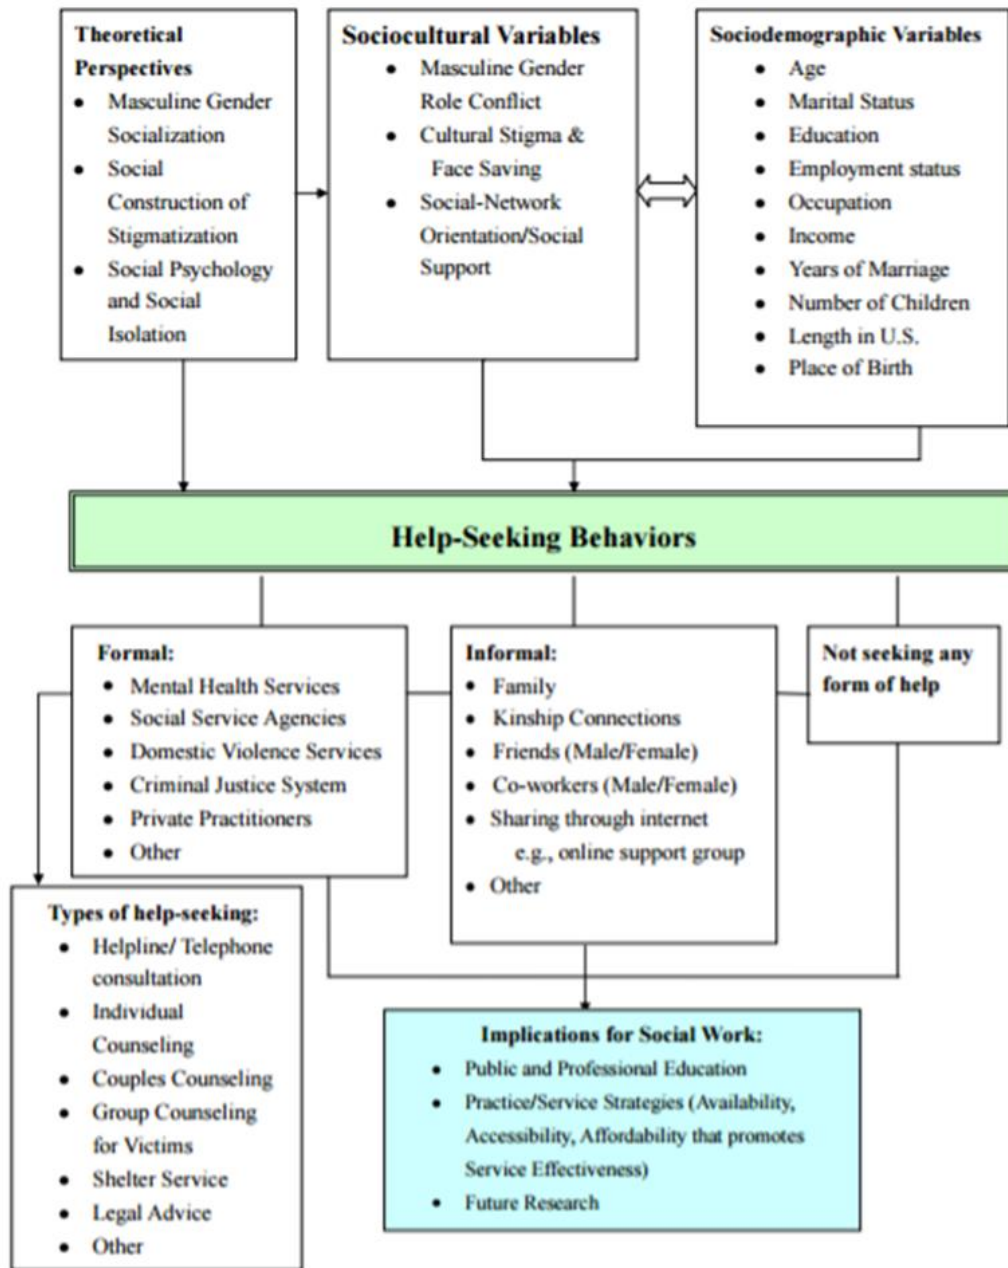 Theoretical
Perspectives
• Masculine Gender
Socialization
• Social
Construction of
Stigmatization
• Social Psychology
and Social
Isolation
Sociocultural Variables
• Masculine Gender
Role Conflict
• Cultural Stigma &
Face Saving
• Social-Network
Orientation/Social
Support
Sociodemographic Variables
• Age
• Marital Status
• Education
• Employment status
• Occupation
• Income
• Years of Marriage
• Number of Children
• Length in U.S.
• Place of Birth
Help-Seeking Behaviors
Formal:
• Mental Health Services
• Social Service Agencies
• Domestic Violence Services
• Criminal Justice System
• Private Practitioners
• Other
Informal:
• Family
• Kinship Connections
• Friends (Male/Female)
• Co-workers (Male/Female)
• Sharing through internet
e.g., online support group
• Other
Not seeking any
form of help
Types of help-seeking:
• Helpline/ Telephone
consultation
• Individual
Counseling
• Couples Counseling
• Group Counseling
for Victims
• Shelter Service
• Legal Advice
• Other
Implications for Social Work:
• Public and Professional Education
• Practice/Service Strategies (Availability,
Accessibility, Affordability that promotes
Service Effectiveness)
• Future Research